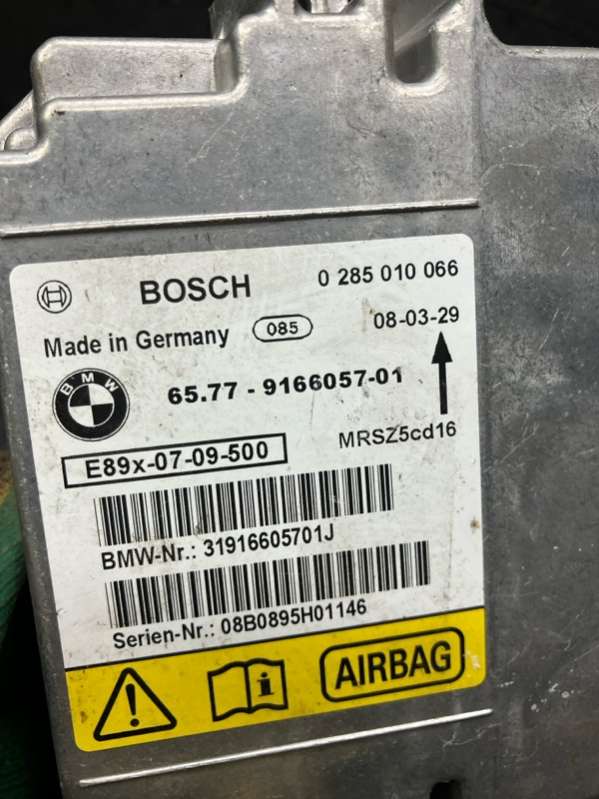 BOSCH 0 285 010 066
Made in Germany 085 08-03-29
BMW 65.77 - 9166057-01
E89x-07-09-500 MRSZ5cd16
BMW-Nr.: 31916605701J
Serien-Nr.: 08B0895H01146
AIRBAG